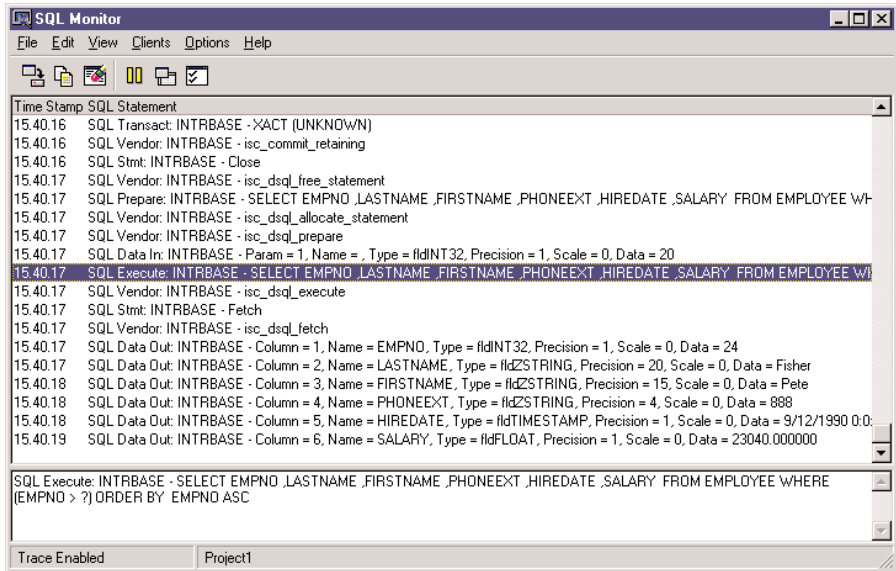 SQL Monitor
File Edit View Clients Options Help
Time Stamp SQL Statement
15.40.16 SQL Transact: INTRBASE - XACT (UNKNOWN)
15.40.16 SQL Vendor: INTRBASE - isc_commit_retaining
15.40.16 SQL Stmt: INTRBASE - Close
15.40.17 SQL Vendor: INTRBASE - isc_dsql_free_statement
15.40.17 SQL Prepare: INTRBASE - SELECT EMPNO ,LASTNAME ,FIRSTNAME ,PHONEEXT ,HIREDATE ,SALARY FROM EMPLOYEE WH
15.40.17 SQL Vendor: INTRBASE - isc_dsql_allocate_statement
15.40.17 SQL Vendor: INTRBASE - isc_dsql_prepare
15.40.17 SQL Data In: INTRBASE - Param = 1, Name = , Type = fldINT32, Precision = 1, Scale = 0, Data = 20
15.40.17 SQL Execute: INTRBASE - SELECT EMPNO ,LASTNAME ,FIRSTNAME ,PHONEEXT ,HIREDATE ,SALARY FROM EMPLOYEE WH
15.40.17 SQL Vendor: INTRBASE - isc_dsql_execute
15.40.17 SQL Stmt: INTRBASE - Fetch
15.40.17 SQL Vendor: INTRBASE - isc_dsql_fetch
15.40.17 SQL Data Out: INTRBASE - Column = 1, Name = EMPNO, Type = fldINT32, Precision = 1, Scale = 0, Data = 24
15.40.17 SQL Data Out: INTRBASE - Column = 2, Name = LASTNAME, Type = fldZSTRING, Precision = 20, Scale = 0, Data = Fisher
15.40.18 SQL Data Out: INTRBASE - Column = 3, Name = FIRSTNAME, Type = fldZSTRING, Precision = 15, Scale = 0, Data = Pete
15.40.18 SQL Data Out: INTRBASE - Column = 4, Name = PHONEEXT, Type = fldZSTRING, Precision = 4, Scale = 0, Data = 888
15.40.18 SQL Data Out: INTRBASE - Column = 5, Name = HIREDATE, Type = fldTIMESTAMP, Precision = 1, Scale = 0, Data = 9/12/1990 0:0:
15.40.19 SQL Data Out: INTRBASE - Column = 6, Name = SALARY, Type = fldFLOAT, Precision = 1, Scale = 0, Data = 23040.000000
SQL Execute: INTRBASE - SELECT EMPNO ,LASTNAME ,FIRSTNAME ,PHONEEXT ,HIREDATE ,SALARY FROM EMPLOYEE WHERE
(EMPNO > ?) ORDER BY EMPNO ASC
Trace Enabled Project1